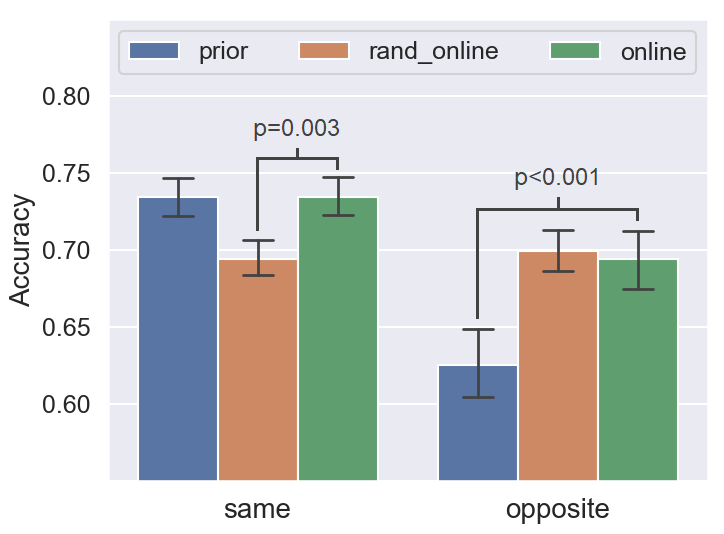 prior rand_online online
0.80
p=0.003
0.75
p<0.001
0.70
0.65
0.60
Accuracy
same opposite